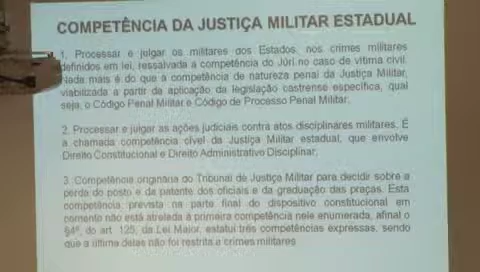 COMPETÊNCIA DA JUSTIÇA MILITAR ESTADUAL
1. Processar e julgar os militares dos Estados, nos crimes militares
definidos em lei, ressalvada a competência do Júri no caso de vítima civil.
Nada mais é do que a competência de natureza penal da Justiça Militar,
viabilizada a partir da aplicação da legislação castrense específica, qual
seja, o Código Penal Militar e Código de Processo Penal Militar.
2. Processar e julgar as ações judiciais contra atos disciplinares militares. É
a chamada competência cível da Justiça Militar estadual, que envolve
Direito Constitucional e Direito Administrativo Disciplinar;
3. Competência originária do Tribunal de Justiça Militar para decidir sobre a
perda do posto e da patente dos oficiais e da graduação das praças. Esta
competência, prevista na parte final do dispositivo constitucional em
comento não está atrelada à primeira competência nele enumerada, afinal o
§4º, do art. 125, da Lei Maior, estatui três competências expressas, sendo
que a última delas não foi restrita a crimes militares